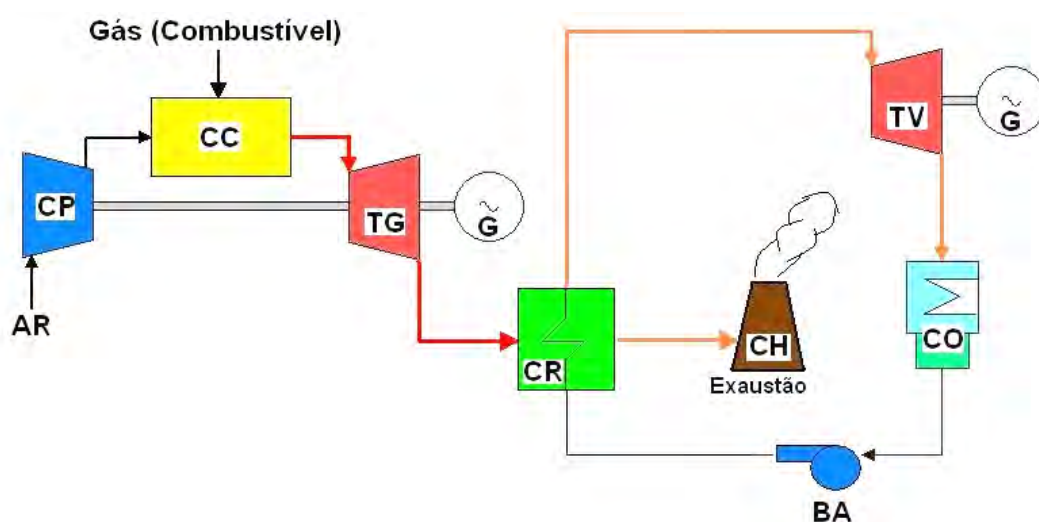 Gás (Combustível)
CC
CP
TG
G
AR
TV
G
CR
CH
Exaustão
CO
BA